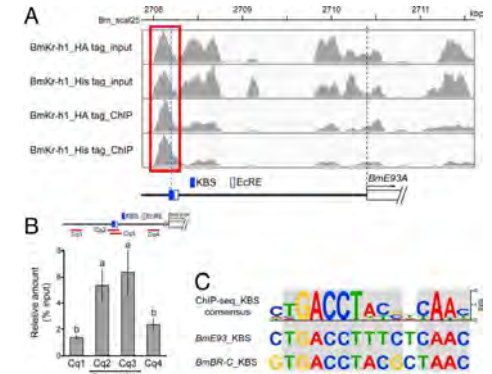 A
2708
2709
2710
2711
kbp
Bm_scaf25
BmKr-h1_HA tag_input
BmKr-h1_His tag_input
BmKr-h1_HA tag_ChIP
BmKr-h1_His tag_ChIP
KBS EcRE
BmE93A
B
KBS EcRE
Cq1 Cq2 Cq3 Cq4
Relative amount
(% input)
8
6
4
2
0
b
a
a
b
Cq1 Cq2 Cq3 Cq4
C
ChIP-seq_KBS
consensus
BmE93_KBS
CTGACCTTTCTCAAC
BmBR-C_KBS
GTGACCTACGCTAAC